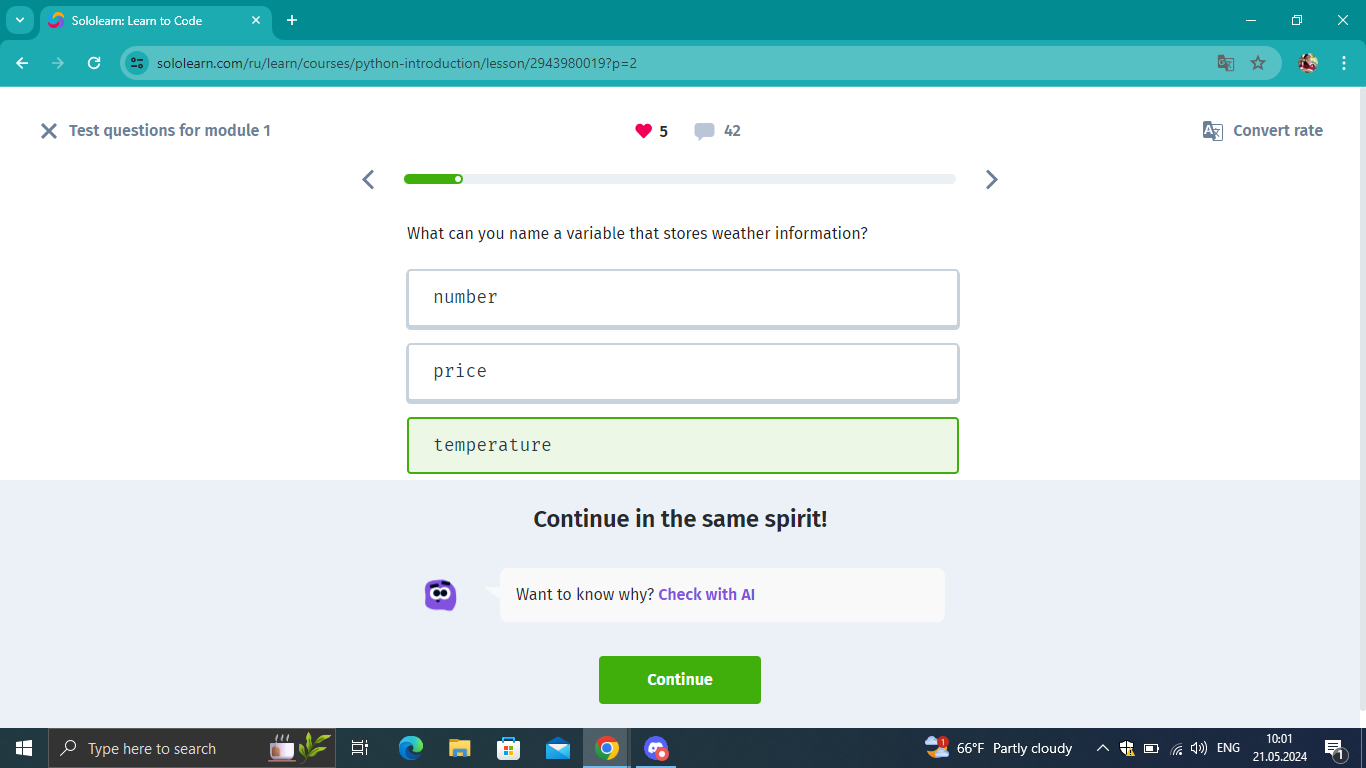 Sololearn: Learn to Code
sololearn.com/ru/learn/courses/python-introduction/lesson/2943980019?p=2
Test questions for module 1
5
42
Convert rate
What can you name a variable that stores weather information?
number
price
temperature
Continue in the same spirit!
Want to know why? Check with AI
Continue
Type here to search
1
66°F Partly cloudy
ENG
10:01
21.05.2024
1